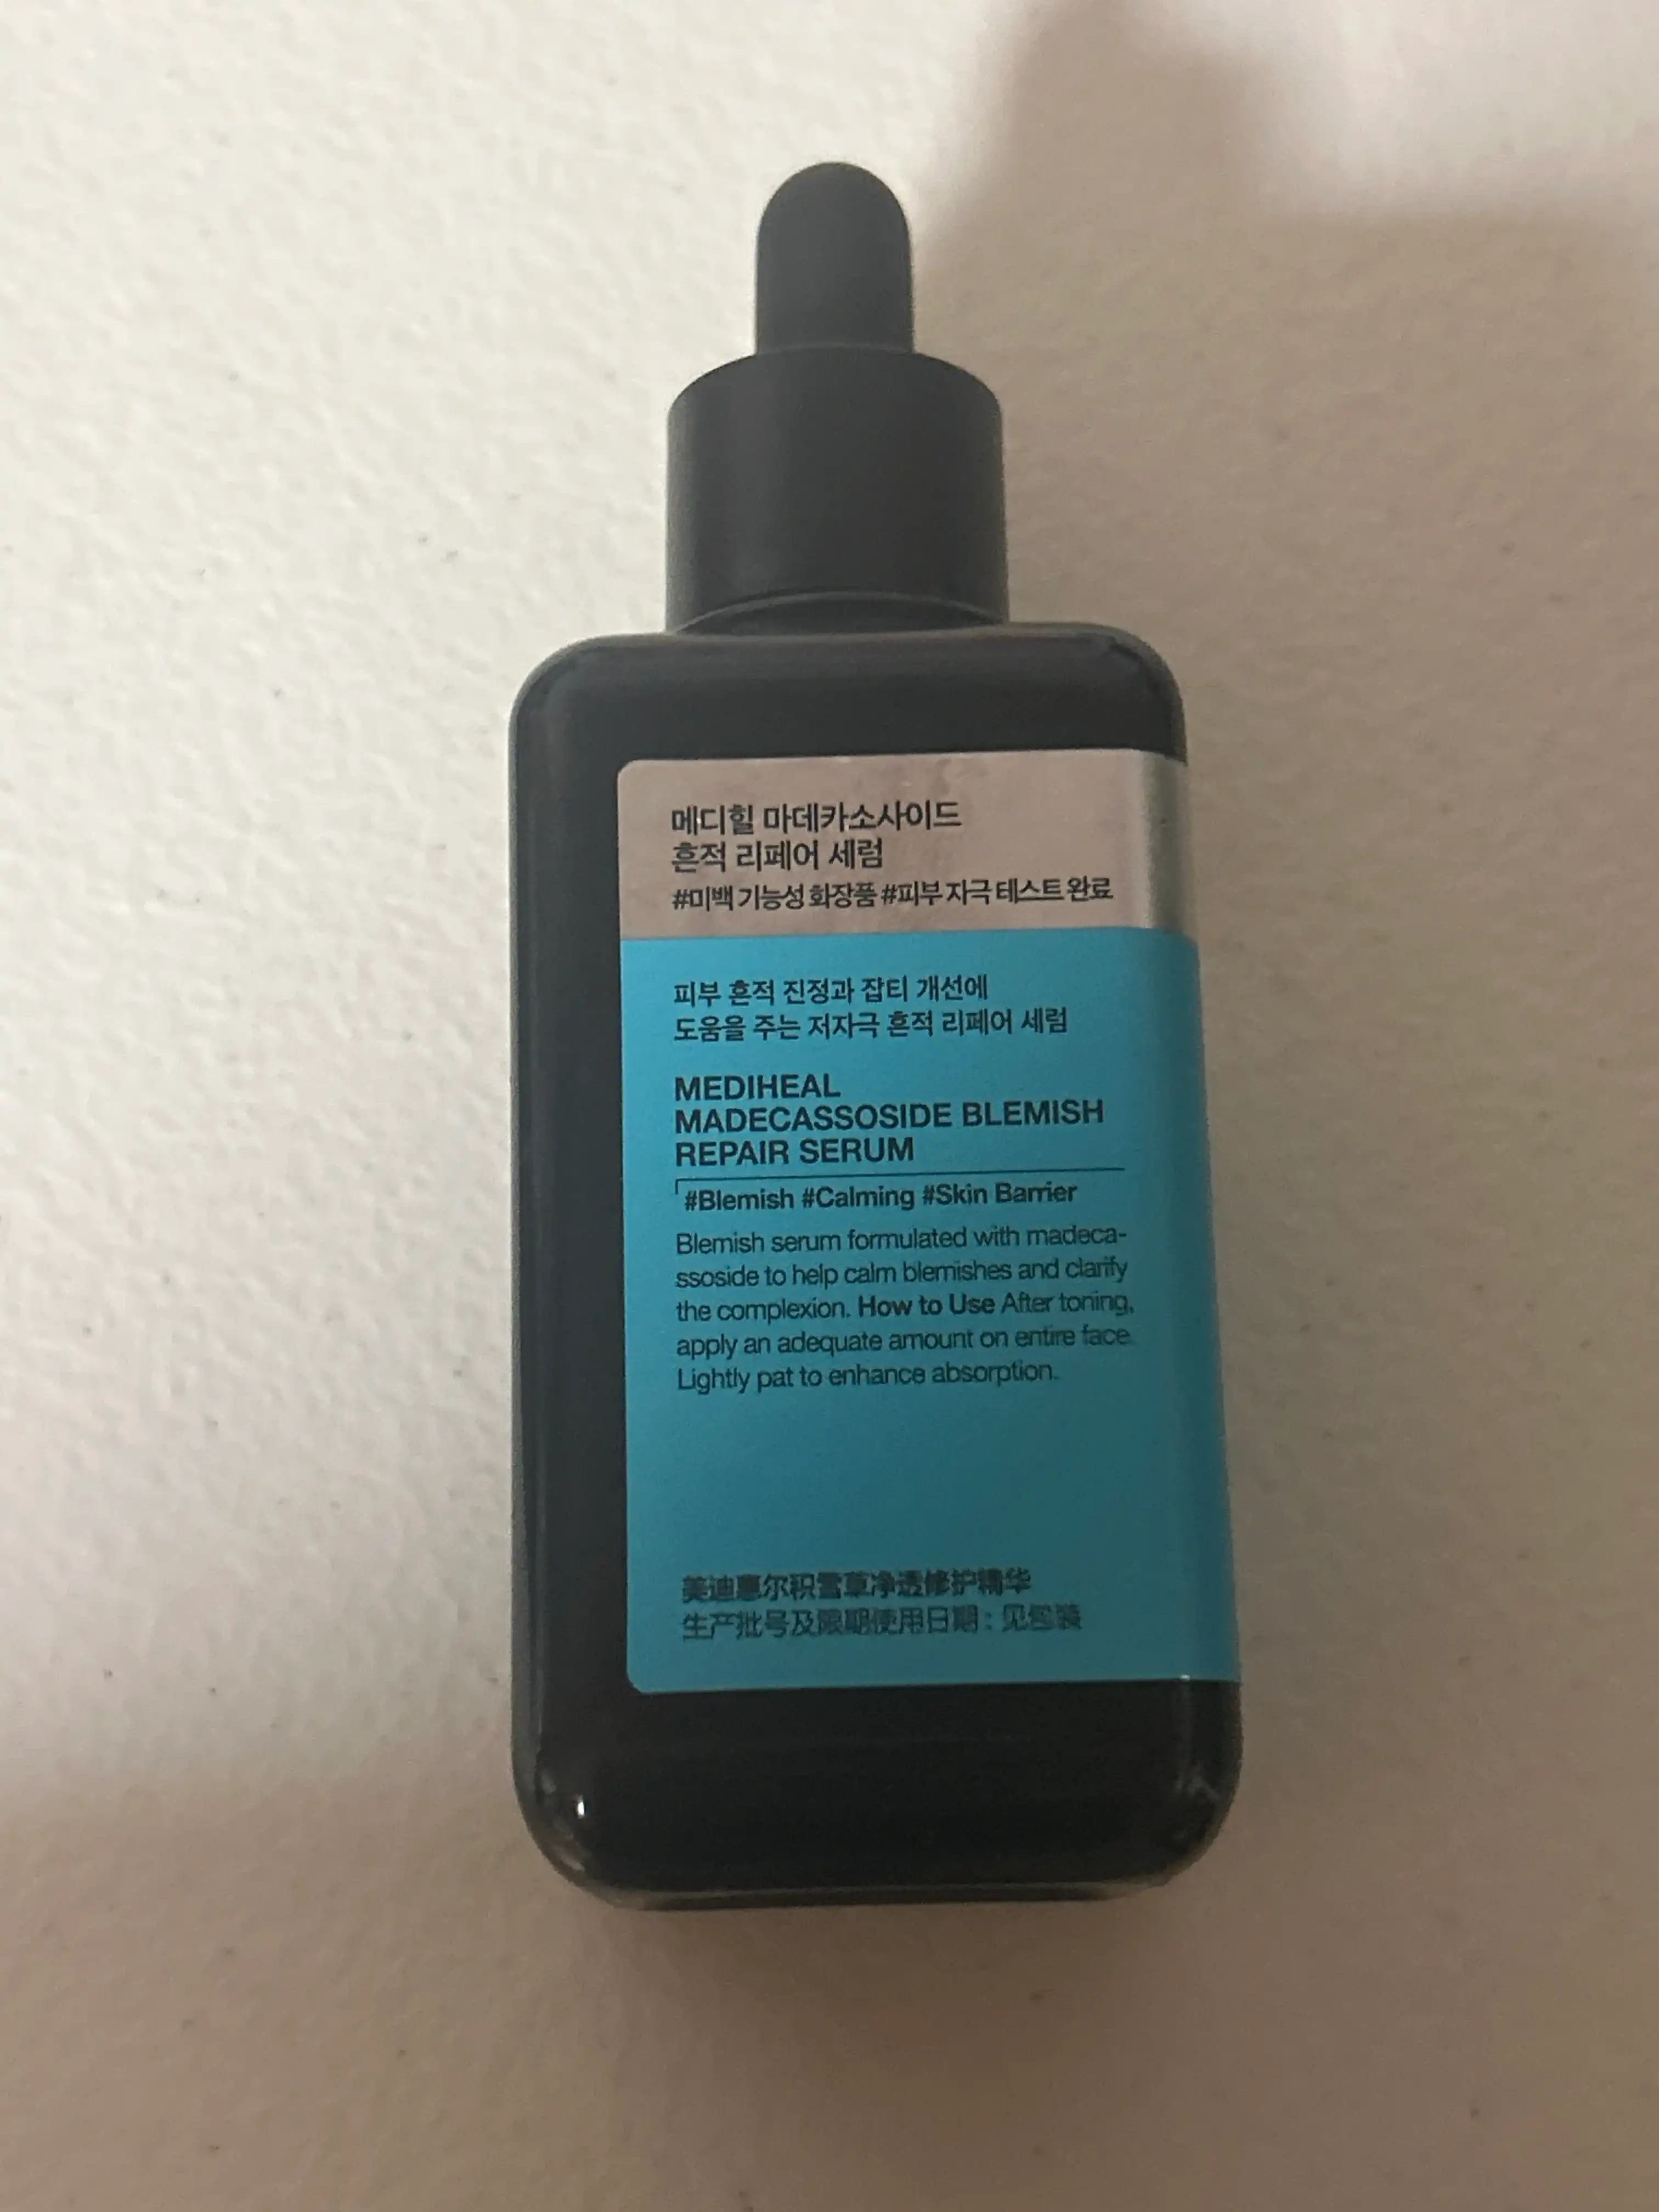 메디힐 마데카소사이드
흔적 리페어 세럼
#미백 기능성 화장품 #피부 자극 테스트 완료
피부 흔적 진정과 잡티 개선에
도움을 주는 저자극 흔적 리페어 세럼
MEDIHEAL
MADECASSOSIDE BLEMISH
REPAIR SERUM
#Blemish #Calming #Skin Barrier
Blemish serum formulated with madeca-
ssoside to help calm blemishes and clarify
the complexion. How to Use After toning,
apply an adequate amount on entire face.
Lightly pat to enhance absorption.
美迪惠尔积雪草净透修护精华
生产批号及限期使用日期：见包装